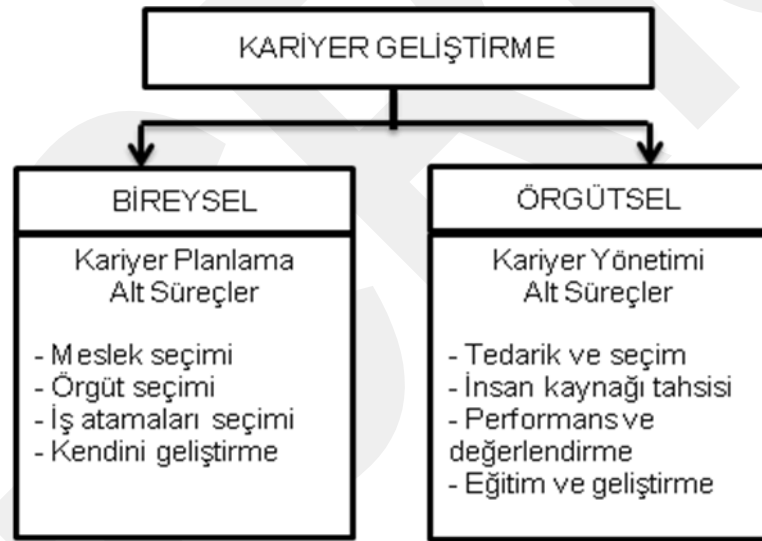 KARİYER GELİŞTİRME
BİREYSEL
Kariyer Planlama
Alt Süreçler
- Meslek seçimi
- Örgüt seçimi
- İş atamaları seçimi
- Kendini geliştirme
ÖRGÜTSEL
Kariyer Yönetimi
Alt Süreçler
- Tedarik ve seçim
- İnsan kaynağı tahsisi
- Performans ve
değerlendirme
- Eğitim ve geliştirme